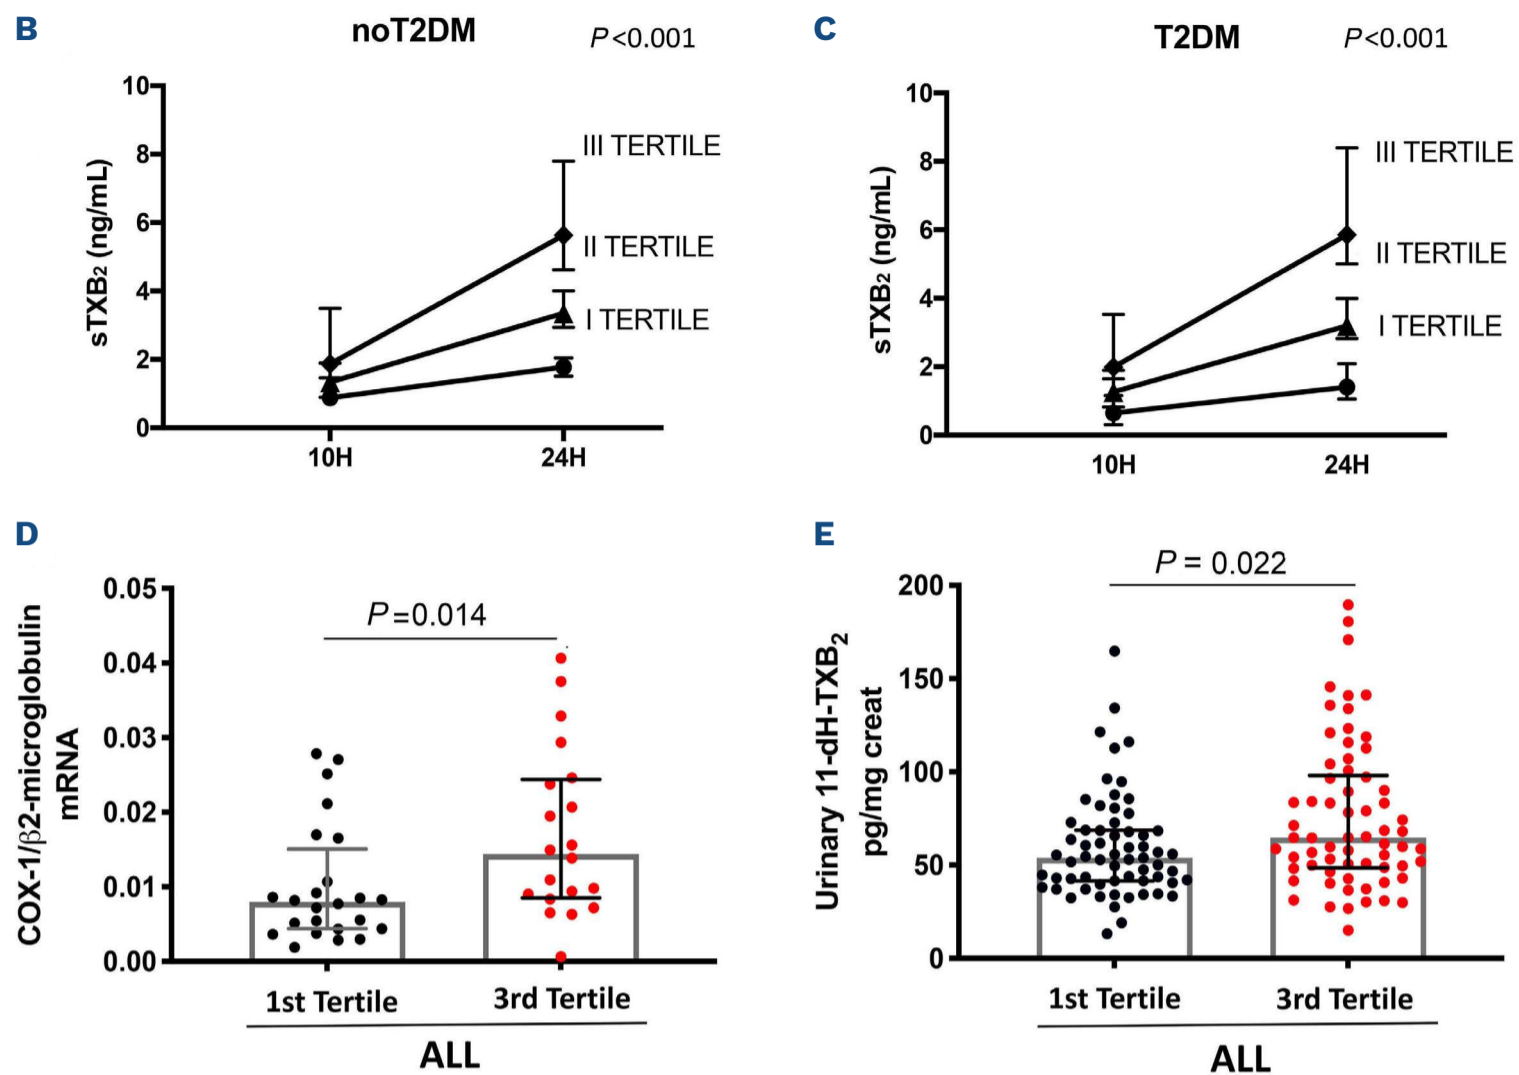 B
noT2DM
P<0.001
sTXB₂ (ng/mL)
10
8
6
4
2
0
III TERTILE
II TERTILE
I TERTILE
10H
24H
C
T2DM
P<0.001
sTXB₂ (ng/mL)
10
8
6
4
2
0
III TERTILE
II TERTILE
I TERTILE
10H
24H
D
COX-1/β2-microglobulin
mRNA
0.05
0.04
0.03
0.02
0.01
0.00
P=0.014
1st Tertile
3rd Tertile
ALL
E
Urinary 11-dH-TXB₂
pg/mg creat
200
150
100
50
0
P = 0.022
1st Tertile
3rd Tertile
ALL